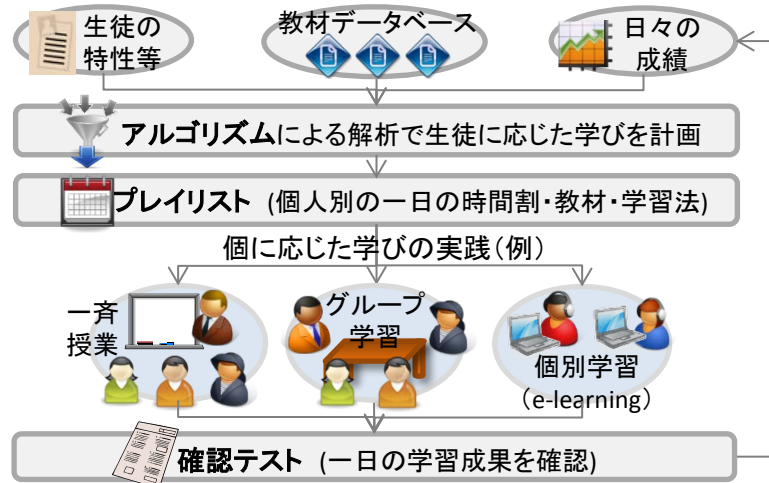 生徒の
特性等
教材データベース
日々の
成績
アルゴリズムによる解析で生徒に応じた学びを計画
プレイリスト (個人別の一日の時間割・教材・学習法)
個に応じた学びの実践(例)
一斉
授業
グループ
学習
個別学習
(e-learning)
確認テスト (一日の学習成果を確認)